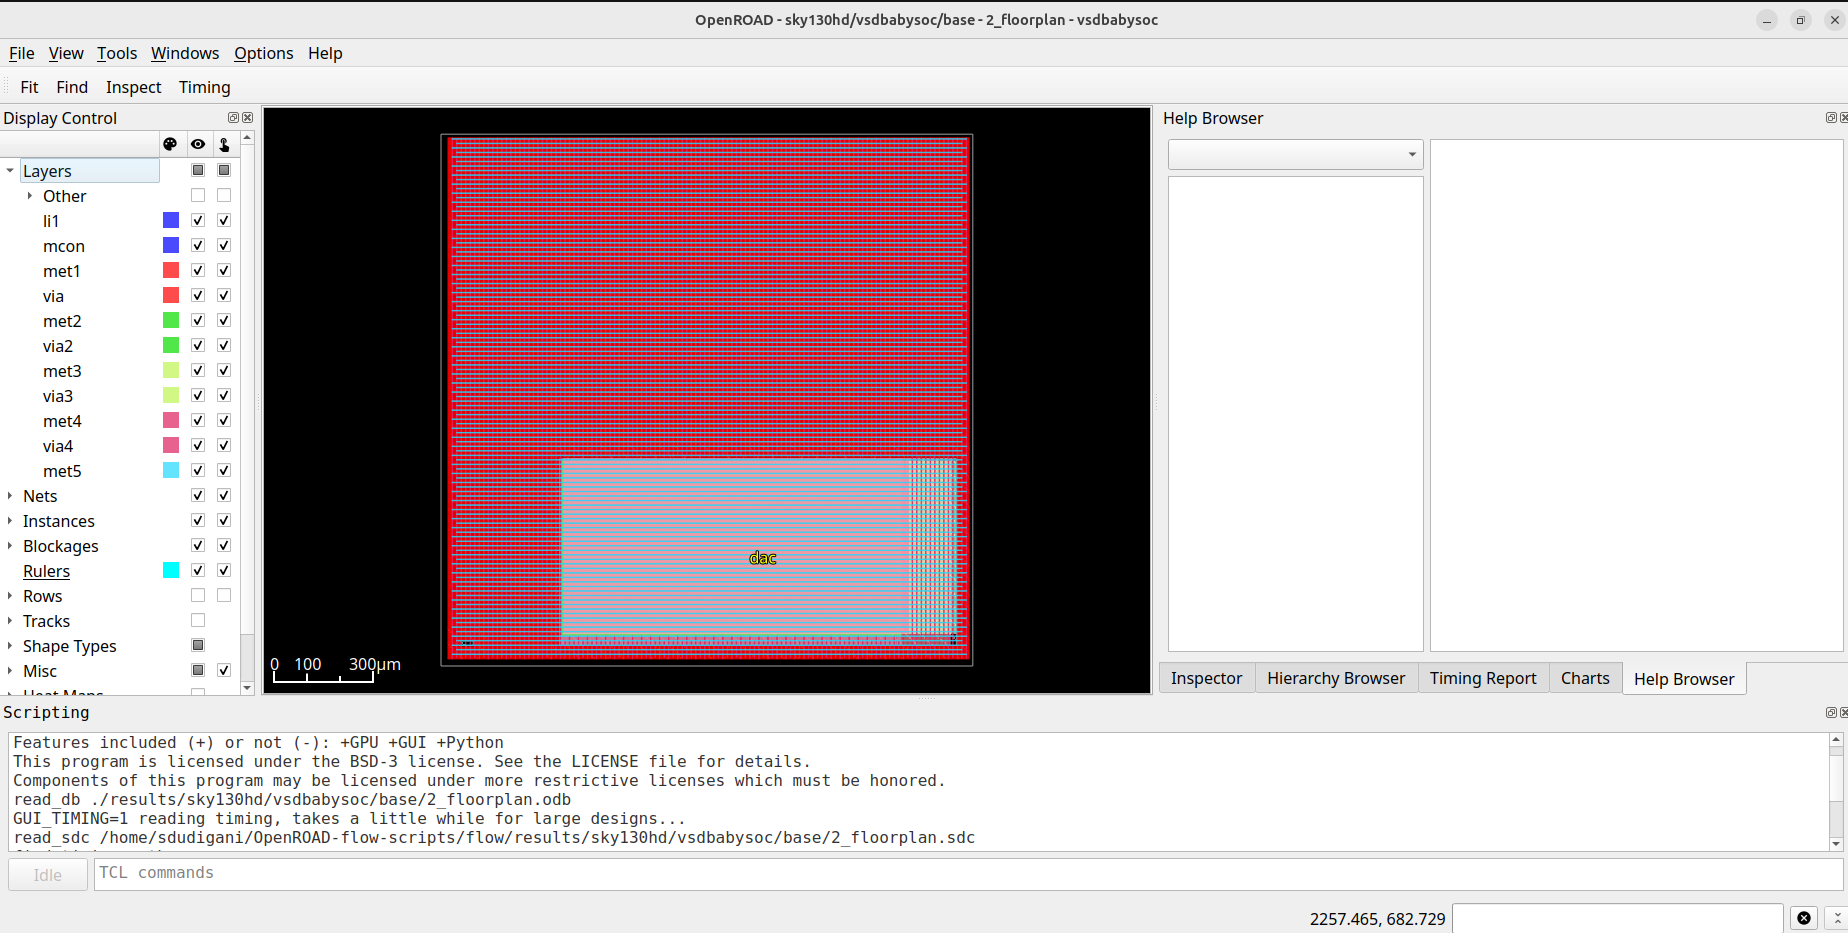 OpenROAD - sky130hd/vsdbabysoc/base - 2_floorplan - vsdbabysoc
File View Tools Windows Options Help
Fit Find Inspect Timing
Display Control
Layers
Other
li1
mcon
met1
via
met2
via2
met3
via3
met4
via4
met5
Nets
Instances
Blockages
Rulers
Rows
Tracks
Shape Types
Misc
Heat Maps
dac
0 100 300μm
Help Browser
Inspector Hierarchy Browser Timing Report Charts Help Browser
Scripting
Features included (+) or not (-): +GPU +GUI +Python
This program is licensed under the BSD-3 license. See the LICENSE file for details.
Components of this program may be licensed under more restrictive licenses which must be honored.
read_db ./results/sky130hd/vsdbabysoc/base/2_floorplan.odb
GUI_TIMING=1 reading timing, takes a little while for large designs...
read_sdc /home/sdudigani/OpenROAD-flow-scripts/flow/results/sky130hd/vsdbabysoc/base/2_floorplan.sdc
Idle
TCL commands
2257.465, 682.729